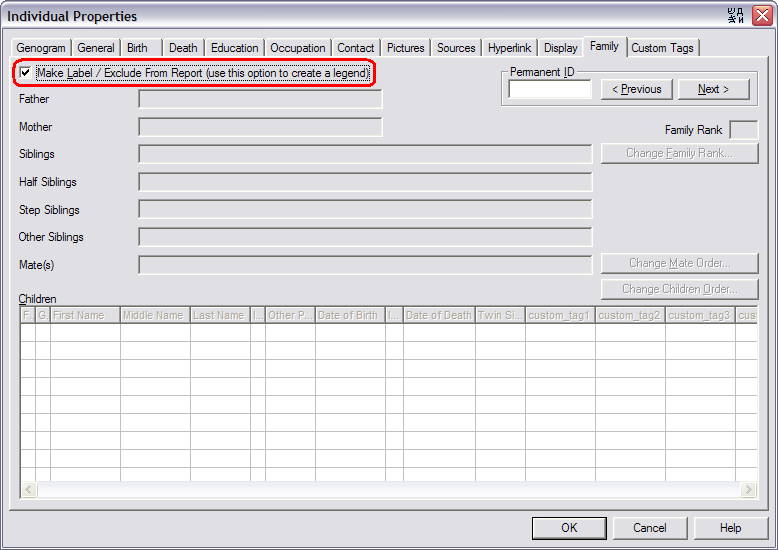 Individual Properties
Genogram General Birth Death Education Occupation Contact Pictures Sources Hyperlink Display Family Custom Tags
Make Label / Exclude From Report (use this option to create a legend)
Permanent ID
< Previous Next >
Father
Mother
Family Rank
Siblings
Change Family Rank...
Half Siblings
Step Siblings
Other Siblings
Mate(s)
Change Mate Order...
Change Children Order...
Children
F. G. First Name Middle Name Last Name I... Other P... Date of Birth I... Date of Death Twin Si... custom_tag1 custom_tag2 custom_tag3 cus
OK Cancel Help